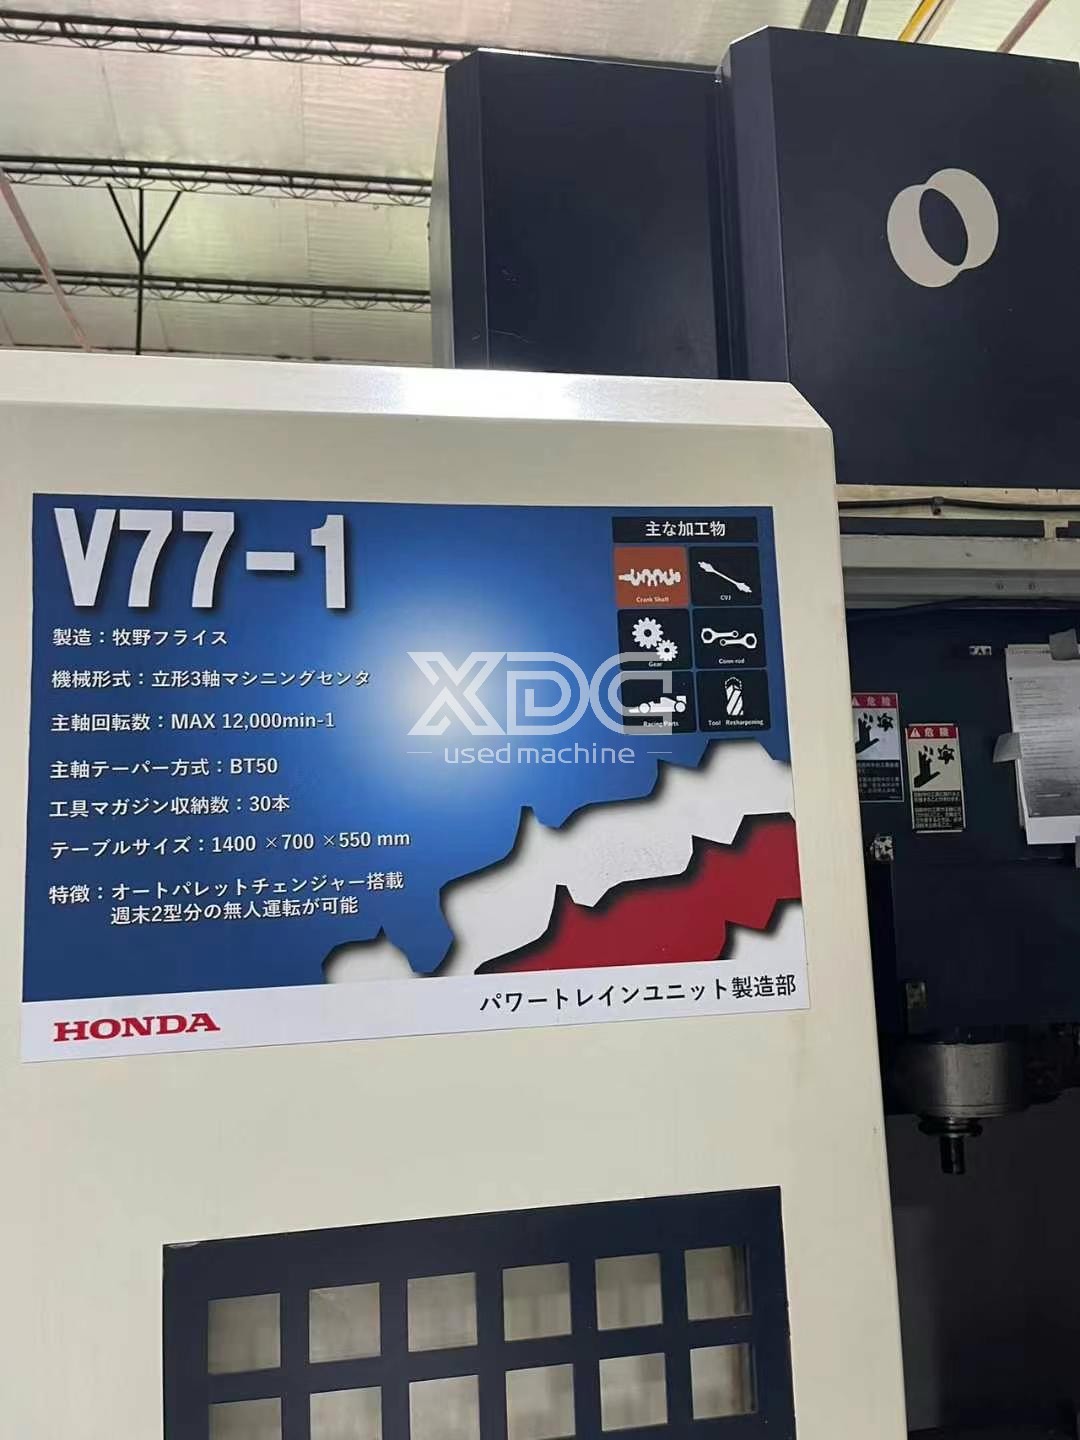 V77-1
製造：牧野フライス
機械形式：立形3軸マシニングセンタ
主軸回転数：MAX 12,000min-1
主軸テーパー方式：BT50
工具マガジン収納数：30本
テーブルサイズ：1400 ×700 ×550 mm
特徴：オートパレットチェンジャー搭載
週末2型分の無人運転が可能
主な加工物
Crank Shaft
CVJ
Gear
Conn-rod
Racing Parts
Tool Resharpening
XDC
used machine
HONDA
パワートレインユニット製造部
危険
危険